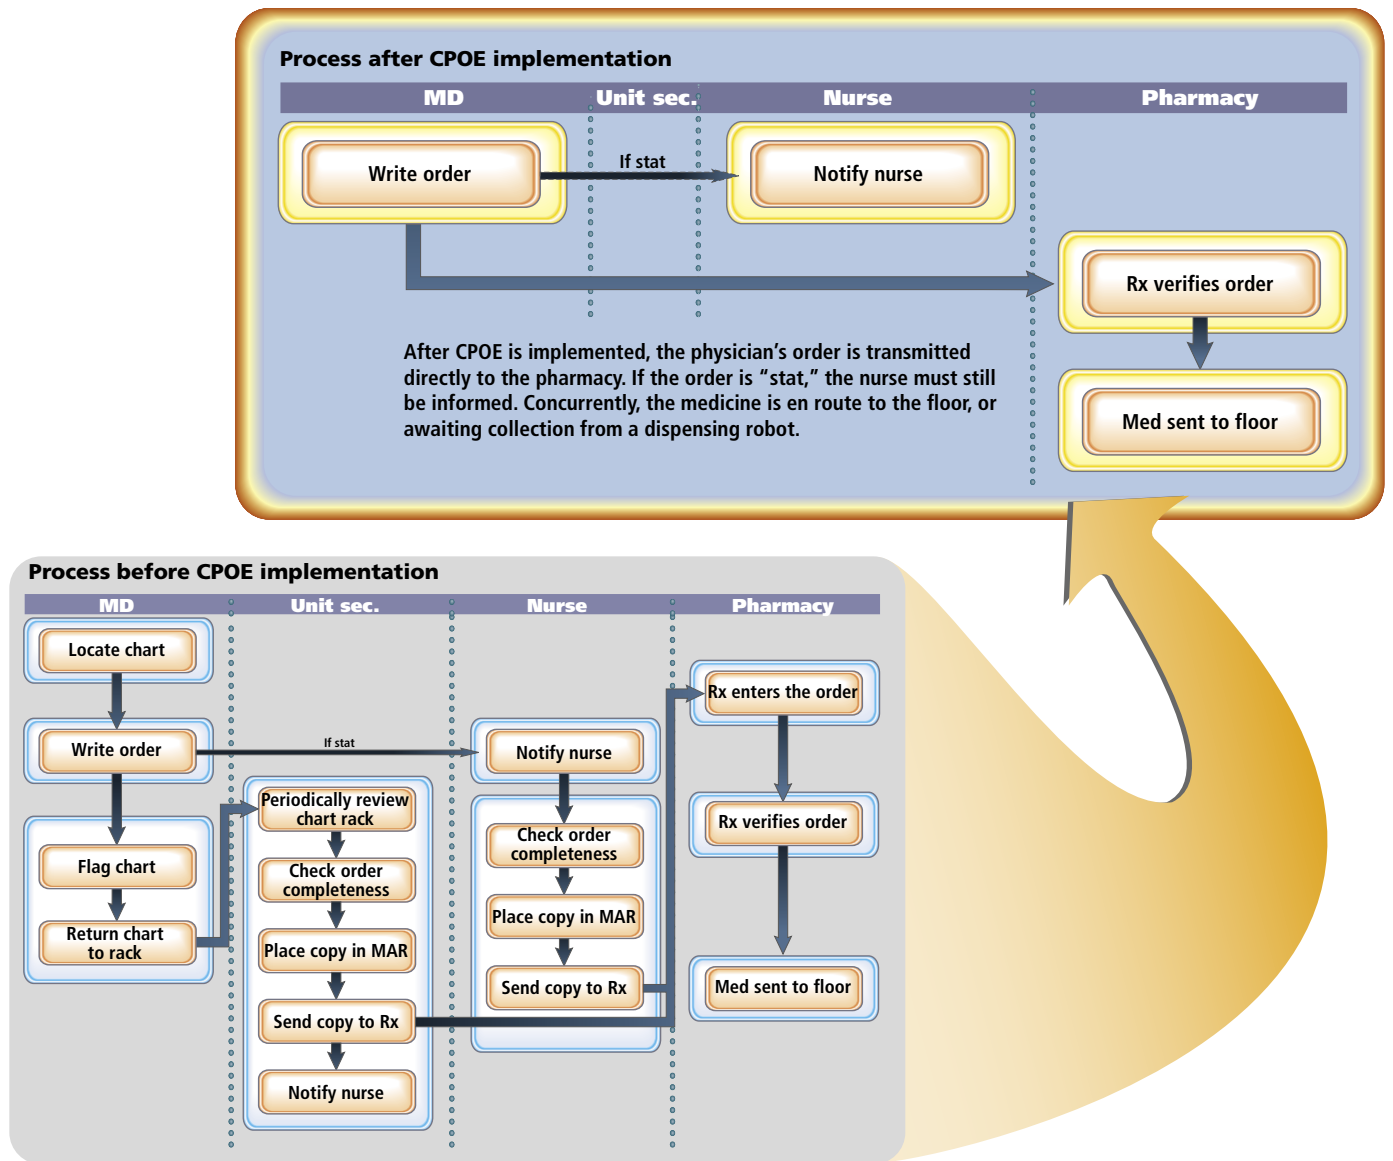 Process after CPOE implementation
MD
Unit sec.
Nurse
Pharmacy
Write order
If stat
Notify nurse
Rx verifies order
Med sent to floor
After CPOE is implemented, the physician’s order is transmitted
directly to the pharmacy. If the order is “stat,” the nurse must still
be informed. Concurrently, the medicine is en route to the floor, or
awaiting collection from a dispensing robot.
Process before CPOE implementation
MD
Unit sec.
Nurse
Pharmacy
Locate chart
Write order
If stat
Flag chart
Return chart
to rack
Periodically review
chart rack
Check order
completeness
Place copy in MAR
Send copy to Rx
Notify nurse
Notify nurse
Check order
completeness
Place copy in MAR
Send copy to Rx
Rx enters the order
Rx verifies order
Med sent to floor